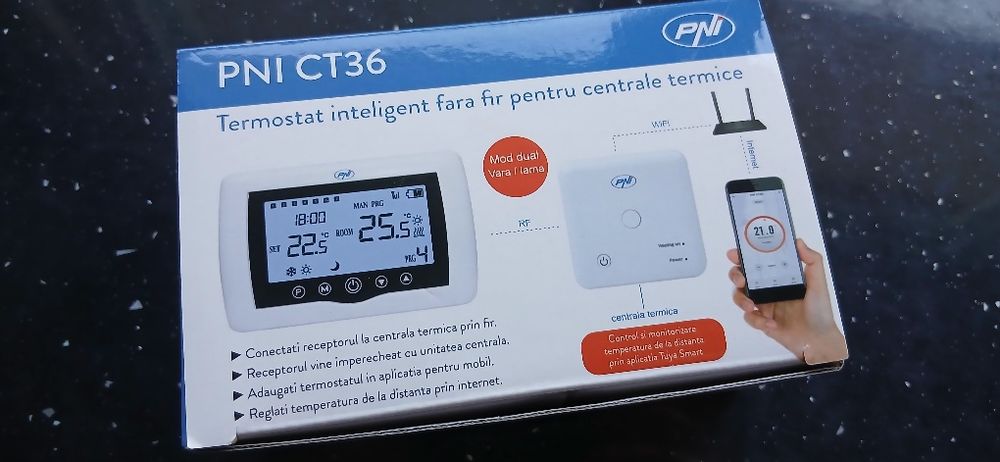 PNI CT36
PNI
Termostat inteligent fara fir pentru centrale termice
Mod dual
Vara / Iarna
WiFi
Internet
PNI
MAN PRG
18:00
SET 22.5 °C
ROOM 25.5 °C
PRG 4
P M
RF
PNI
Power
21.0
centrala termica
Control si monitorizare
temperatura de la distanta
prin aplicatia Tuya Smart
▶ Conectati receptorul la centrala termica prin fir.
▶ Receptorul vine imperecheat cu unitatea centrala.
▶ Adaugati termostatul in aplicatia pentru mobil.
▶ Reglati temperatura de la distanta prin internet.